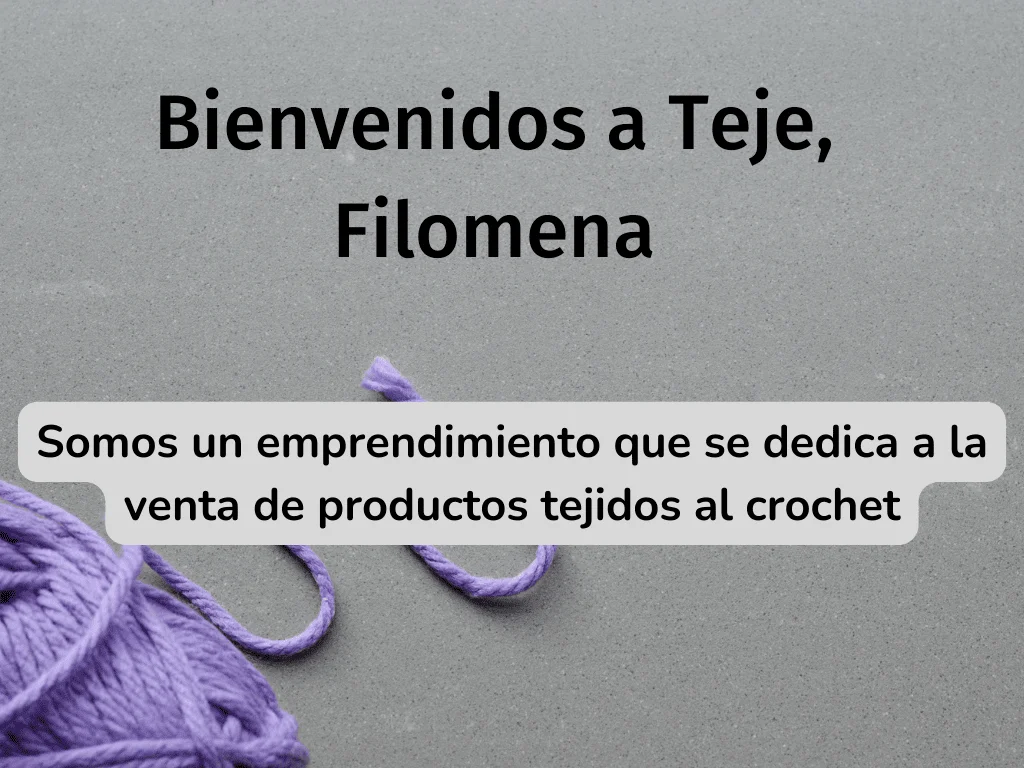 Bienvenidos a Teje,
Filomena
Somos un emprendimiento que se dedica a la
venta de productos tejidos al crochet